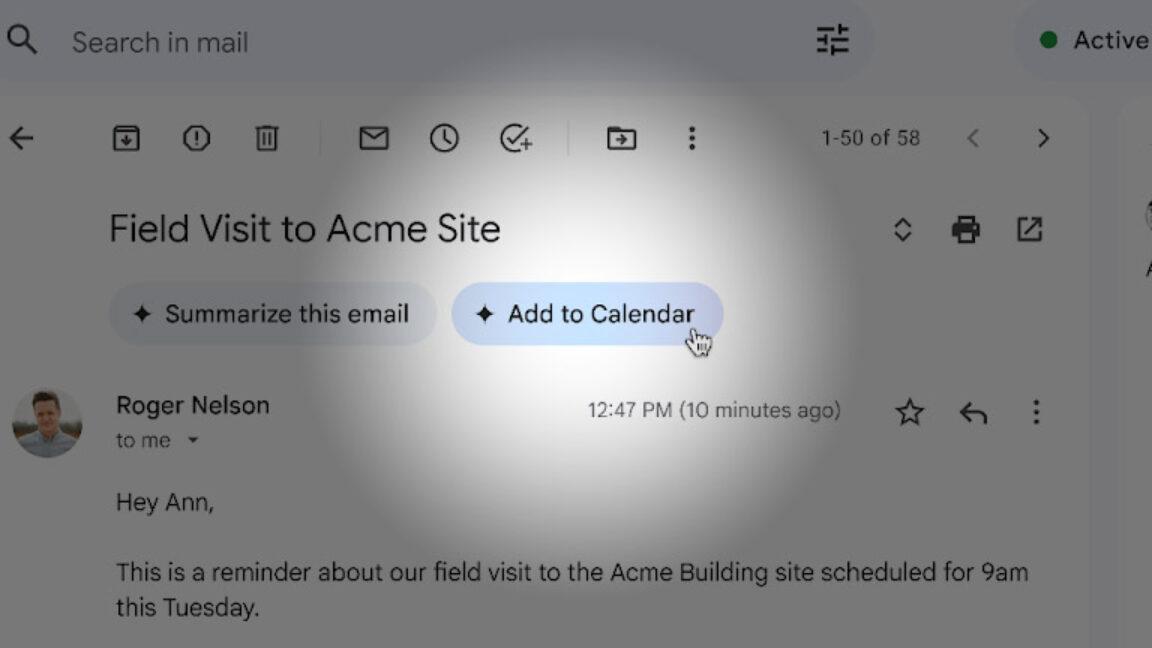 Search in mail
Active
1-50 of 58
Field Visit to Acme Site
Summarize this email
Add to Calendar
Roger Nelson
12:47 PM (10 minutes ago)
to me
Hey Ann,
This is a reminder about our field visit to the Acme Building site scheduled for 9am
this Tuesday.